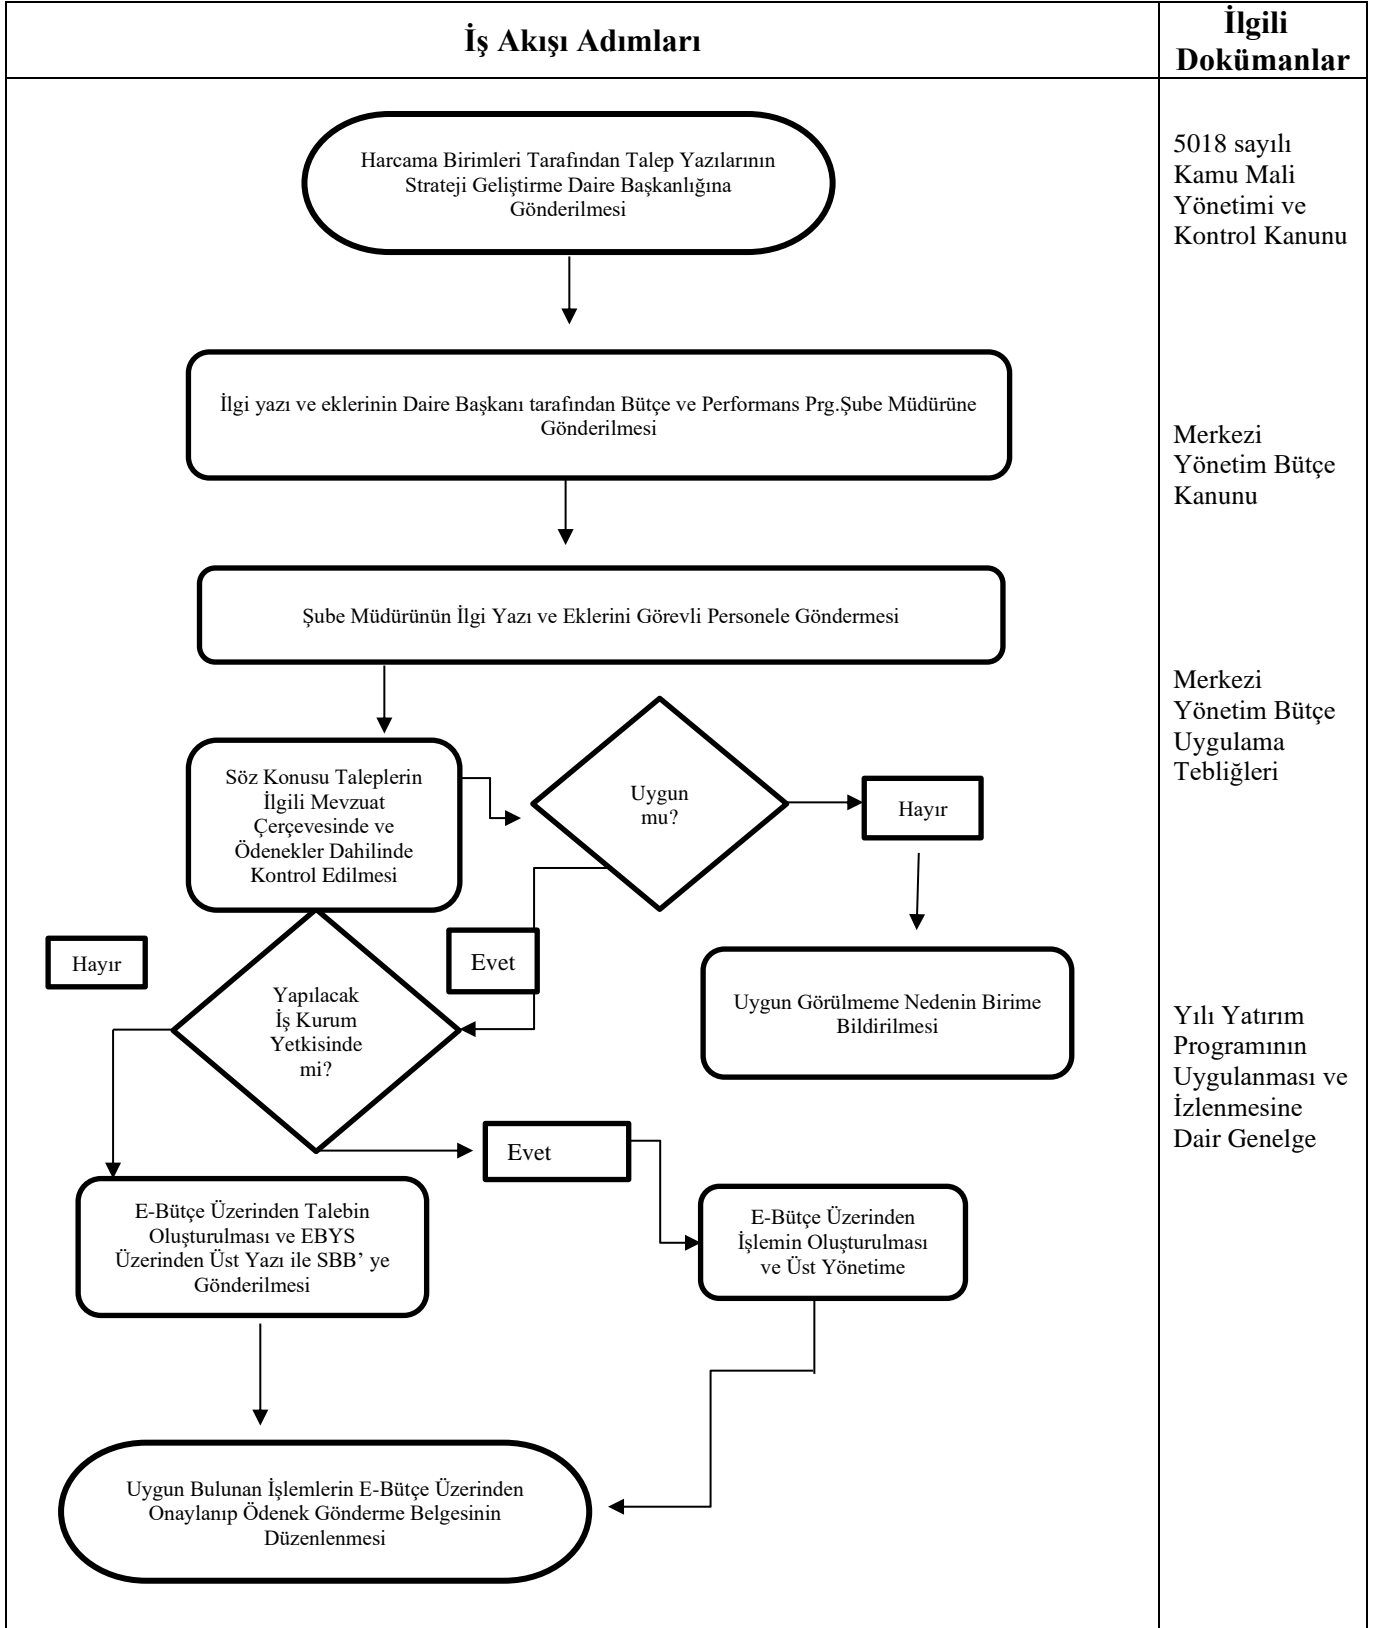 İş Akışı Adımları
İlgili
Dokümanlar
Harcama Birimleri Tarafından Talep Yazılarının
Strateji Geliştirme Daire Başkanlığına
Gönderilmesi
5018 sayılı
Kamu Mali
Yönetimi ve
Kontrol Kanunu
İlgi yazı ve eklerinin Daire Başkanı tarafından Bütçe ve Performans Prg.Şube Müdürüne
Gönderilmesi
Merkezi
Yönetim Bütçe
Kanunu
Şube Müdürünün İlgi Yazı ve Eklerini Görevli Personele Göndermesi
Merkezi
Yönetim Bütçe
Uygulama
Tebliğleri
Söz Konusu Taleplerin
İlgili Mevzuat
Çerçevesinde ve
Ödenekler Dahilinde
Kontrol Edilmesi
Uygun
mu?
Hayır
Hayır
Evet
Uygun Görülmeme Nedenin Birime
Bildirilmesi
Yapılacak
İş Kurum
Yetkisinde
mi?
Yılı Yatırım
Programının
Uygulanması ve
İzlenmesine
Dair Genelge
Evet
E-Bütçe Üzerinden Talebin
Oluşturulması ve EBYS
Üzerinden Üst Yazı ile SBB’ ye
Gönderilmesi
E-Bütçe Üzerinden
İşlemin Oluşturulması
ve Üst Yönetime
Uygun Bulunan İşlemlerin E-Bütçe Üzerinden
Onaylanıp Ödenek Gönderme Belgesinin
Düzenlenmesi